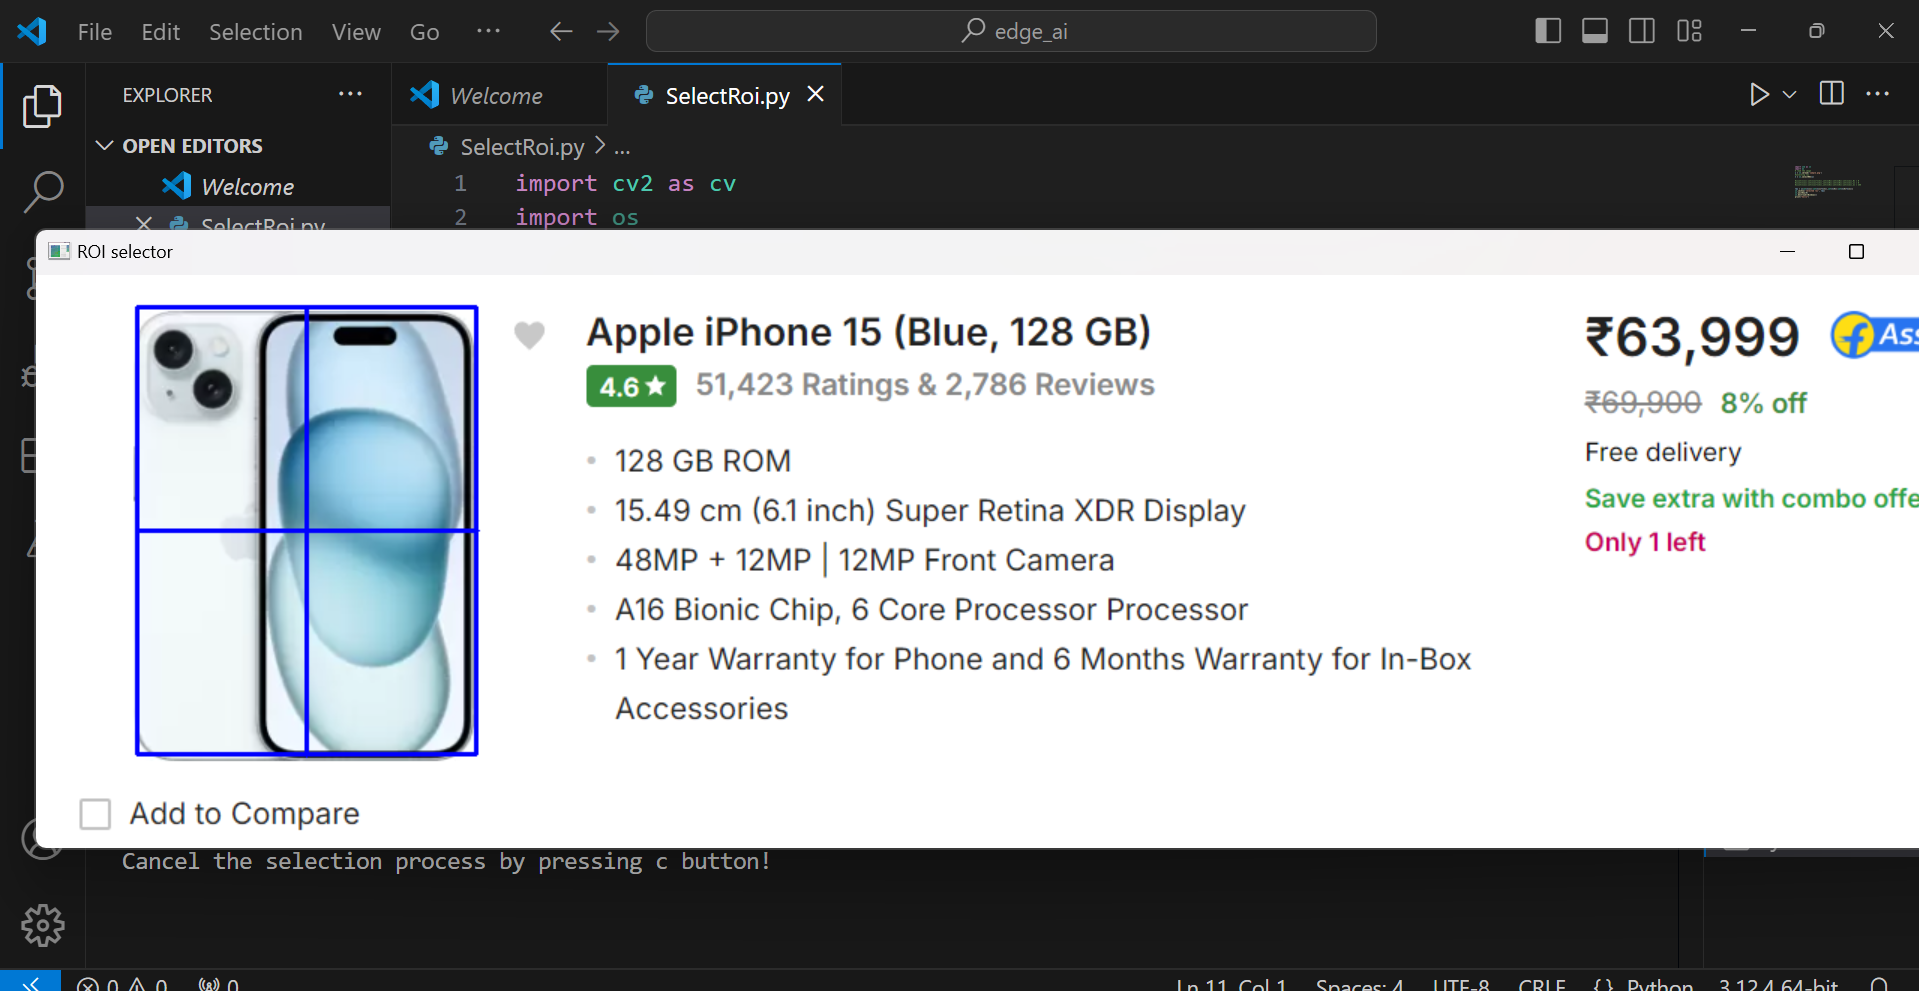 File Edit Selection View Go ··· edge_ai
EXPLORER ···
Welcome
SelectRoi.py
OPEN EDITORS
Welcome
SelectRoi.py
SelectRoi.py > ...
1 import cv2 as cv
2 import os
ROI selector
Apple iPhone 15 (Blue, 128 GB)
4.6★ 51,423 Ratings & 2,786 Reviews
128 GB ROM
15.49 cm (6.1 inch) Super Retina XDR Display
48MP + 12MP | 12MP Front Camera
A16 Bionic Chip, 6 Core Processor Processor
1 Year Warranty for Phone and 6 Months Warranty for In-Box
Accessories
₹63,999
Ass
₹69,900 8% off
Free delivery
Save extra with combo offe
Only 1 left
Add to Compare
Cancel the selection process by pressing c button!
0 0 0 Ln 11, Col 1 Spaces: 4 UTF-8 CRLF {} Python 3.12.4 64-bit